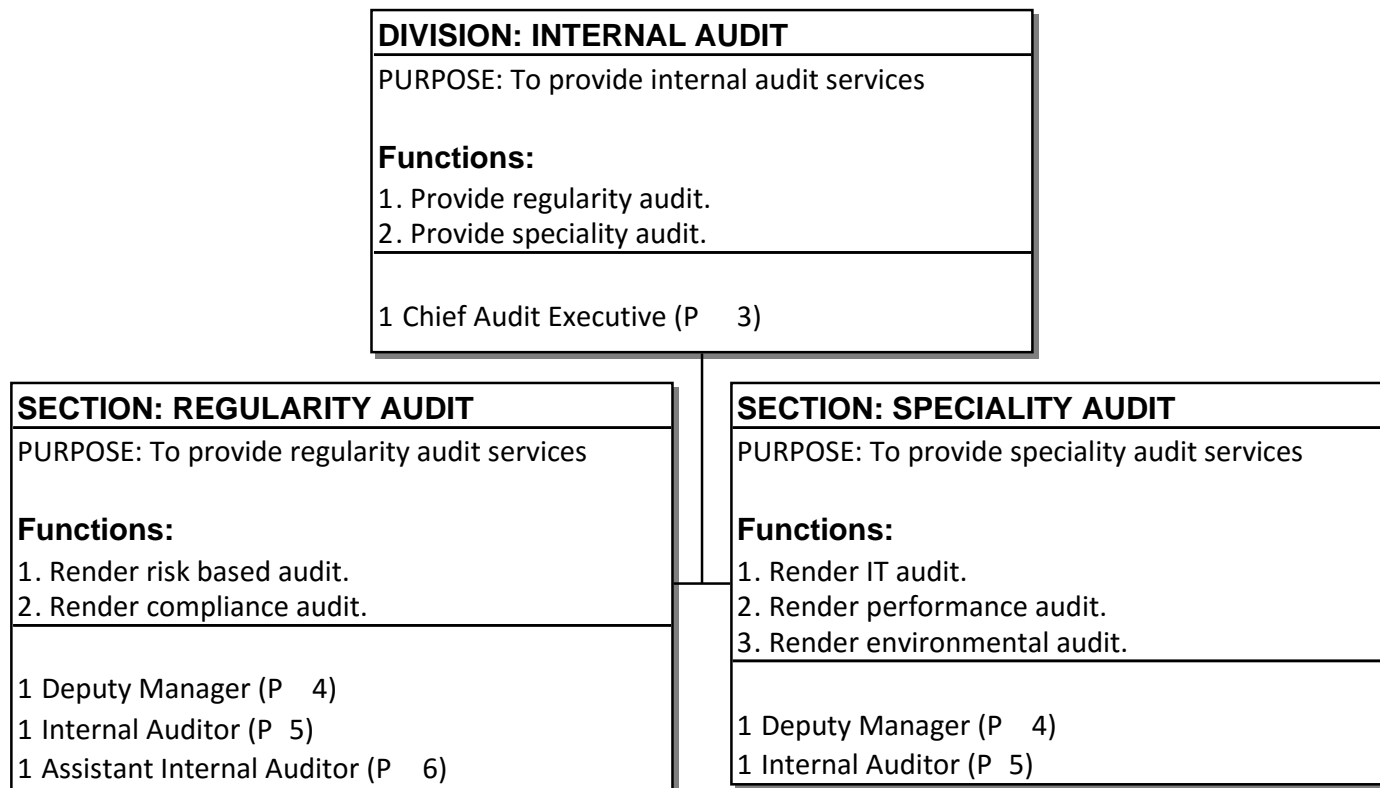 DIVISION: INTERNAL AUDIT
PURPOSE: To provide internal audit services
Functions:
1. Provide regularity audit.
2. Provide speciality audit.
1 Chief Audit Executive (P 3)
SECTION: REGULARITY AUDIT
PURPOSE: To provide regularity audit services
Functions:
1. Render risk based audit.
2. Render compliance audit.
1 Deputy Manager (P 4)
1 Internal Auditor (P 5)
1 Assistant Internal Auditor (P 6)
SECTION: SPECIALITY AUDIT
PURPOSE: To provide speciality audit services
Functions:
1. Render IT audit.
2. Render performance audit.
3. Render environmental audit.
1 Deputy Manager (P 4)
1 Internal Auditor (P 5)